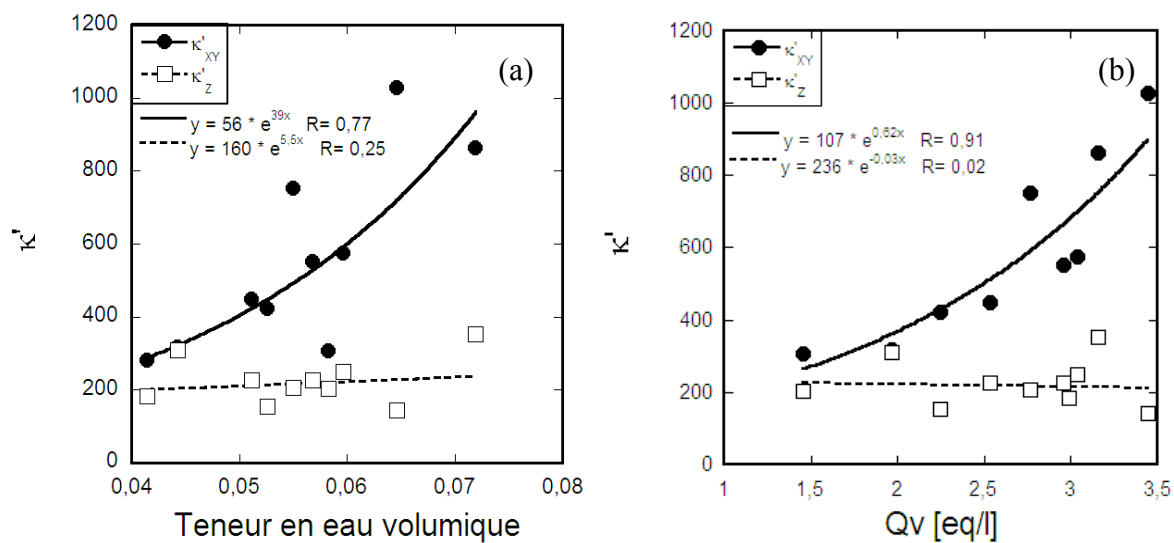 1200
1000
800
600
400
200
0
κ'
κ'XY
κ'Z
(a)
y = 56 * e^39x R= 0,77
y = 160 * e^5,5x R= 0,25
0,04 0,05 0,06 0,07 0,08
Teneur en eau volumique
1200
1000
800
600
400
200
0
κ'
κ'XY
κ'Z
(b)
y = 107 * e^0,62x R= 0,91
y = 236 * e^-0,03x R= 0,02
1 1,5 2 2,5 3 3,5
Qv [eq/l]